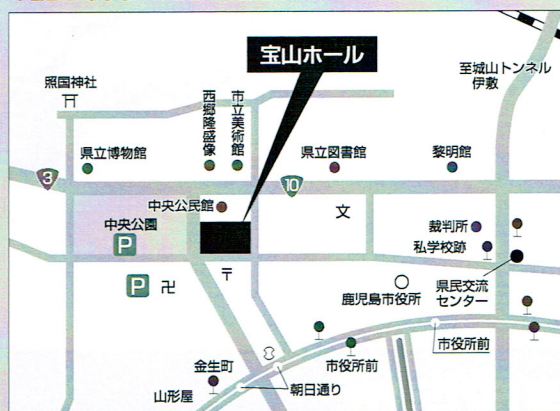 宝山ホール
至城山トンネル
伊敷
照国神社
西郷隆盛像
市立美術館
県立博物館
県立図書館
黎明館
3
10
中央公民館
文
中央公園
P
裁判所
私学校跡
P
〒
鹿児島市役所
県民交流
センター
市役所前
市役所前
金生町
朝日通り
山形屋